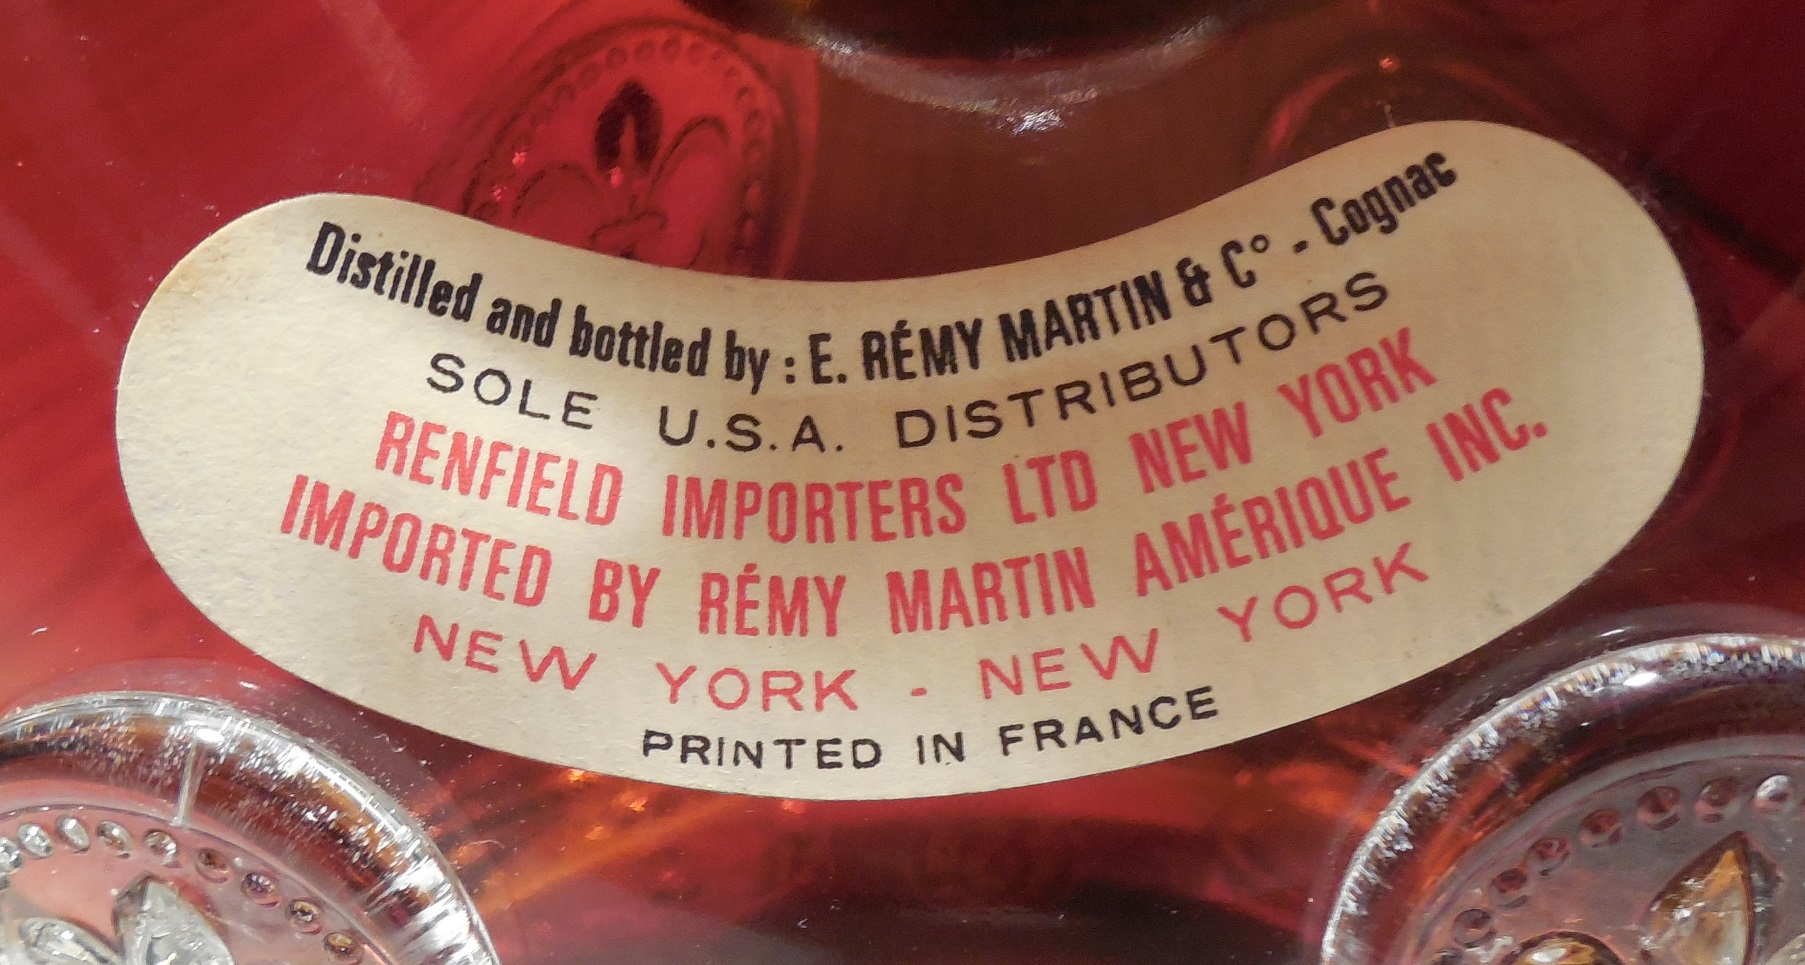 Distilled and bottled by : E. RÉMY MARTIN & C° - Cognac
SOLE U.S.A. DISTRIBUTORS
RENFIELD IMPORTERS LTD NEW YORK
IMPORTED BY RÉMY MARTIN AMÉRIQUE INC.
NEW YORK - NEW YORK
PRINTED IN FRANCE